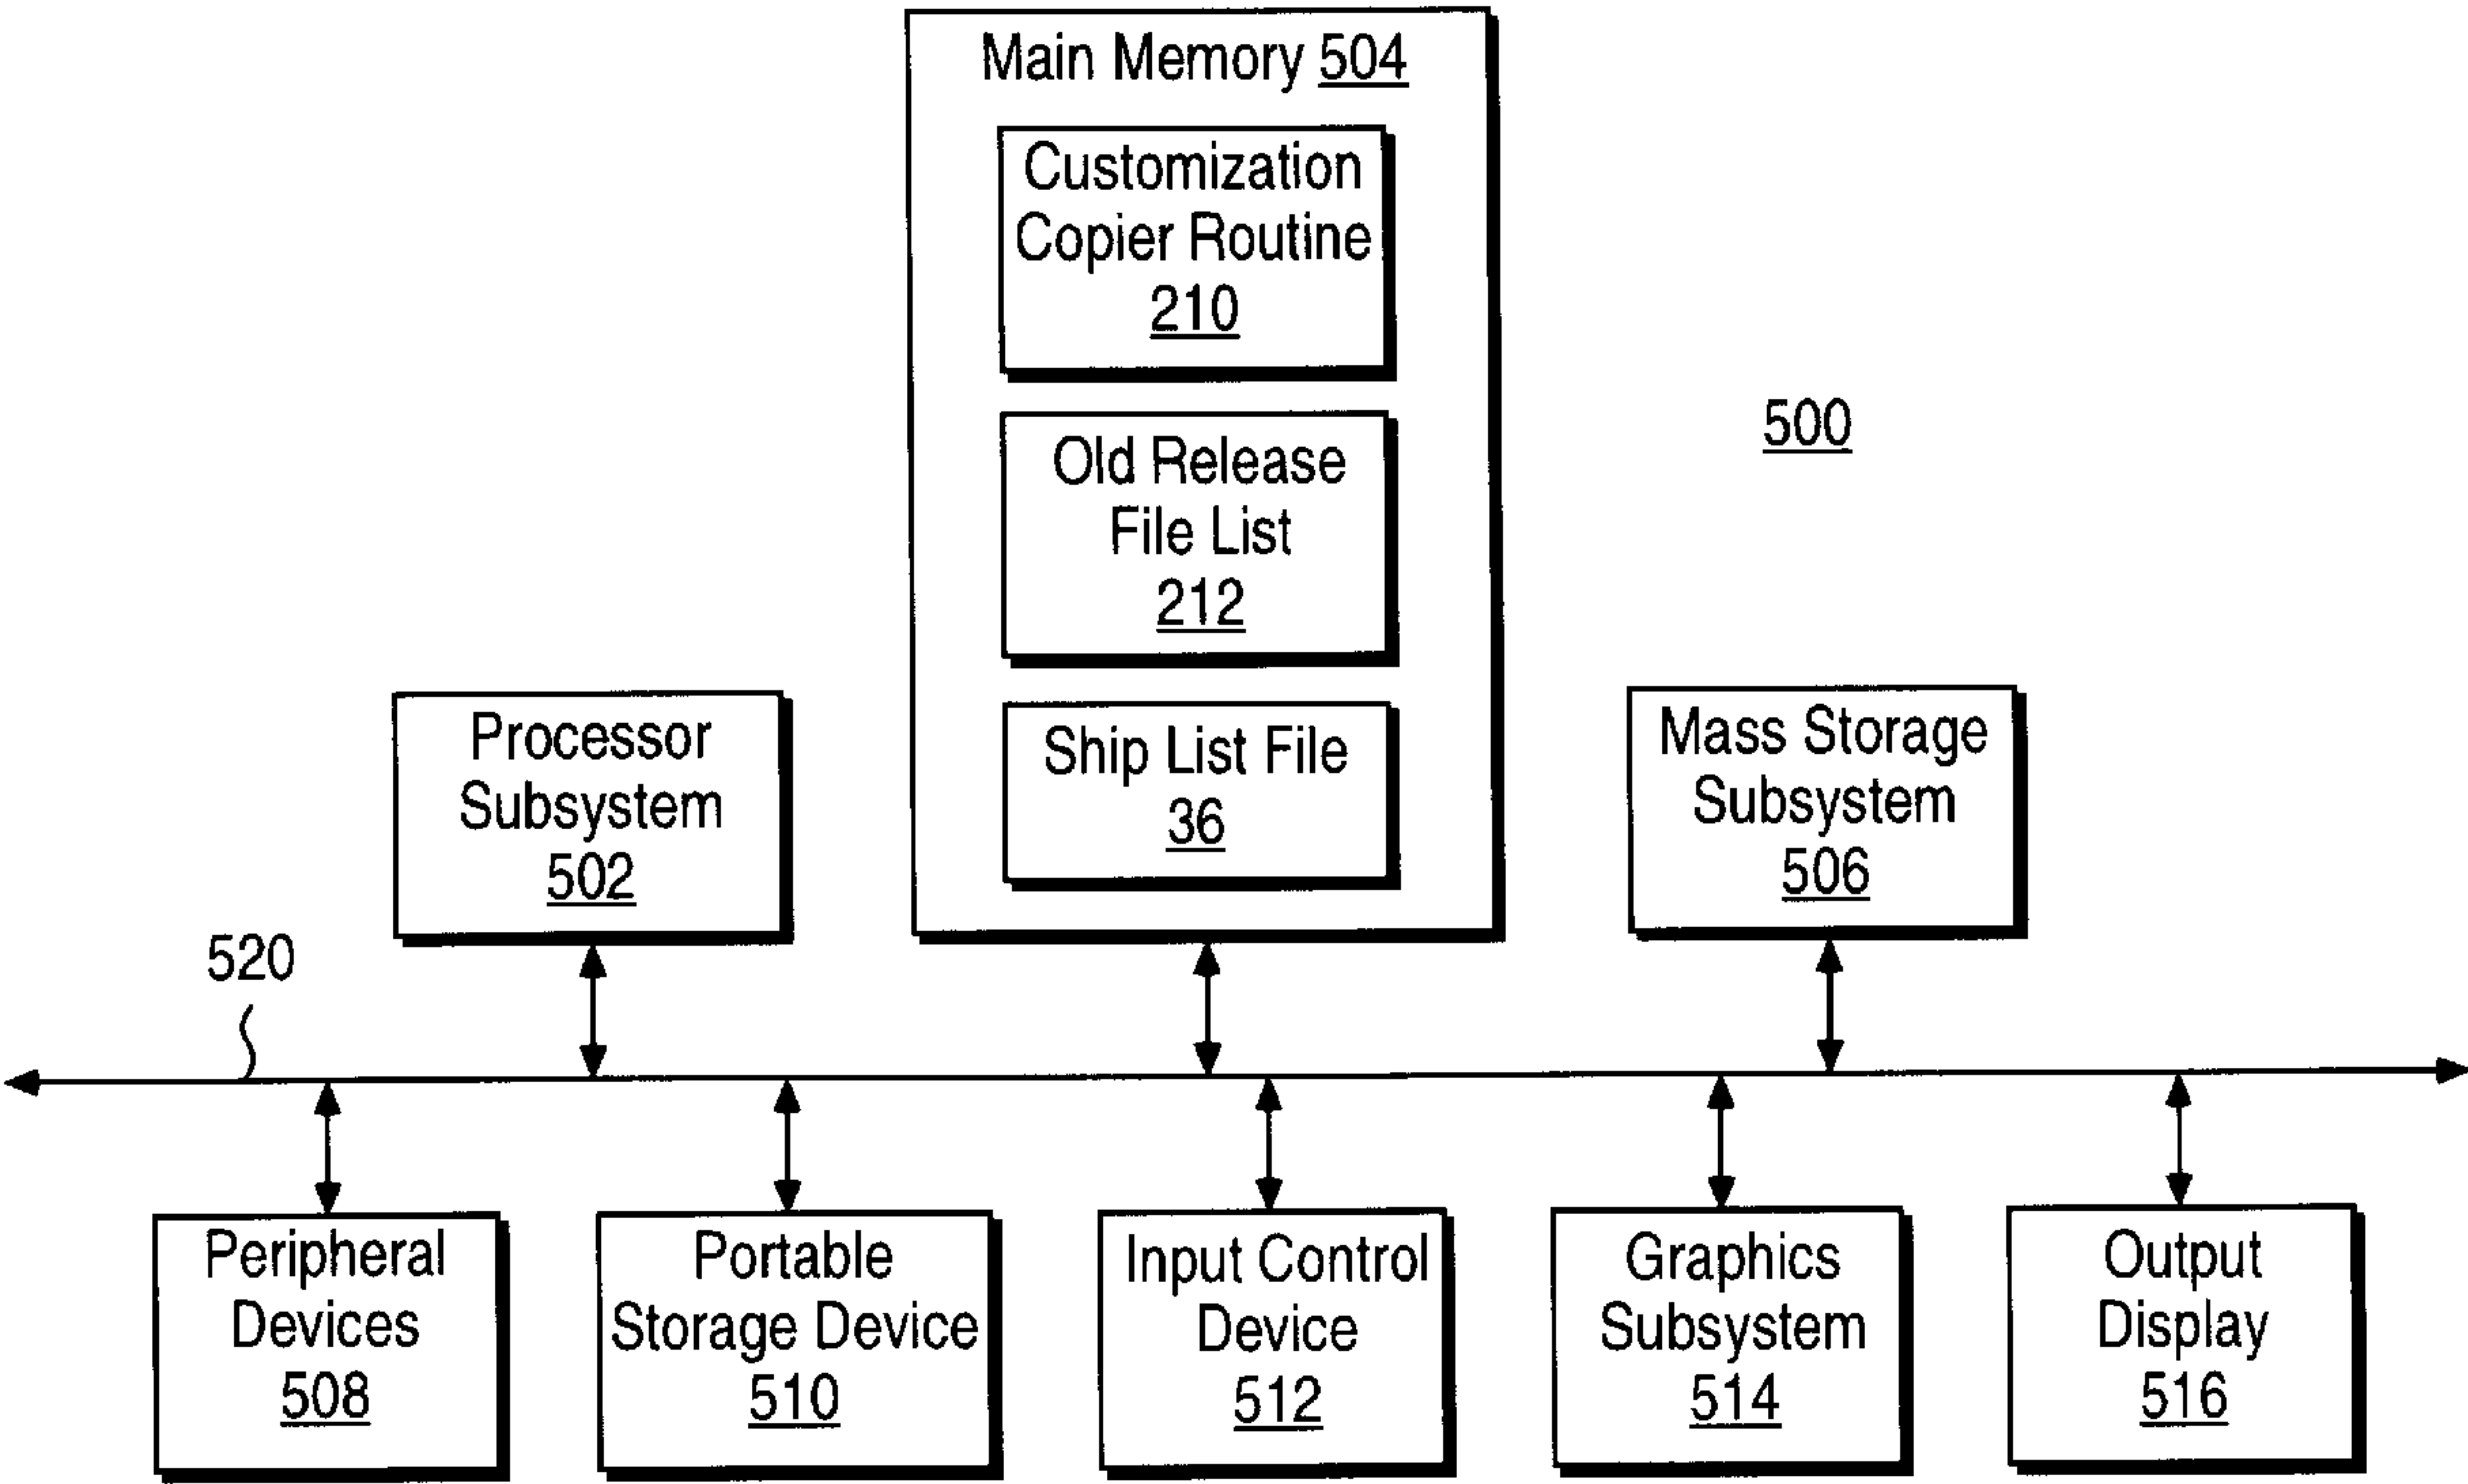 Main Memory 504
Customization
Copier Routine
210
Old Release
File List
212
Ship List File
36
500
Processor
Subsystem
502
Mass Storage
Subsystem
506
520
Peripheral
Devices
508
Portable
Storage Device
510
Input Control
Device
512
Graphics
Subsystem
514
Output
Display
516